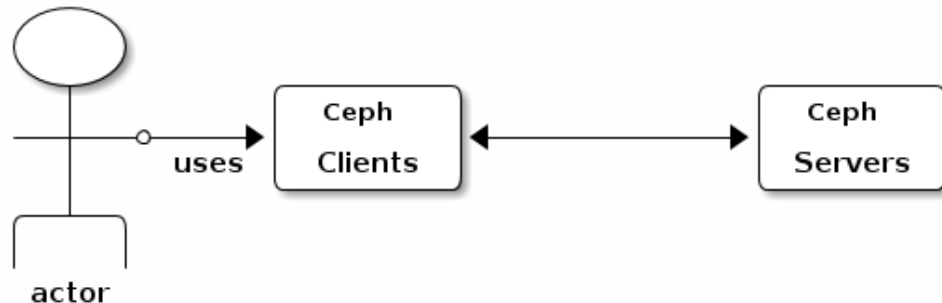 Ceph
Clients
Ceph
Servers
uses
actor